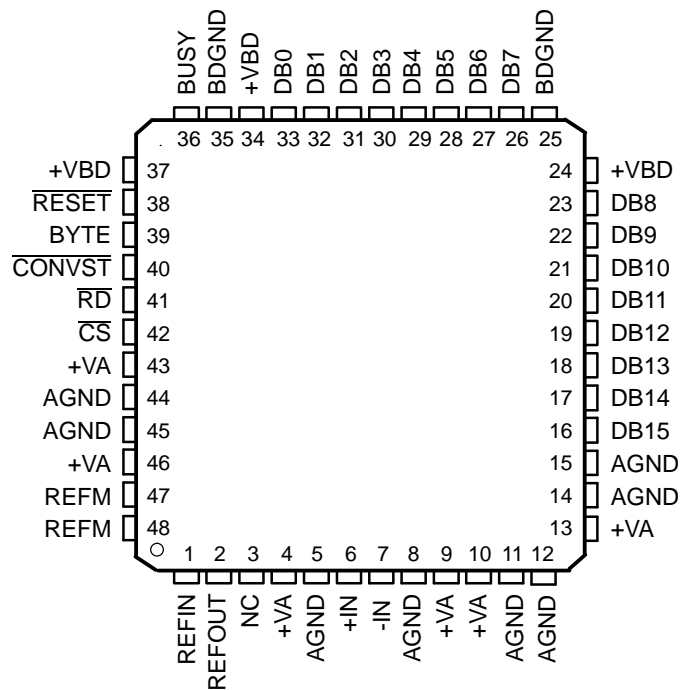 BUSY BDGND +VBD DB0 DB1 DB2 DB3 DB4 DB5 DB6 DB7 BDGND
36 35 34 33 32 31 30 29 28 27 26 25
+VBD 37 24 +VBD
RESET 38 23 DB8
BYTE 39 22 DB9
CONVST 40 21 DB10
RD 41 20 DB11
CS 42 19 DB12
+VA 43 18 DB13
AGND 44 17 DB14
AGND 45 16 DB15
+VA 46 15 AGND
REFM 47 14 AGND
REFM 48 13 +VA
1 2 3 4 5 6 7 8 9 10 11 12
REFIN REFOUT NC +VA AGND +IN -IN AGND +VA +VA AGND AGND